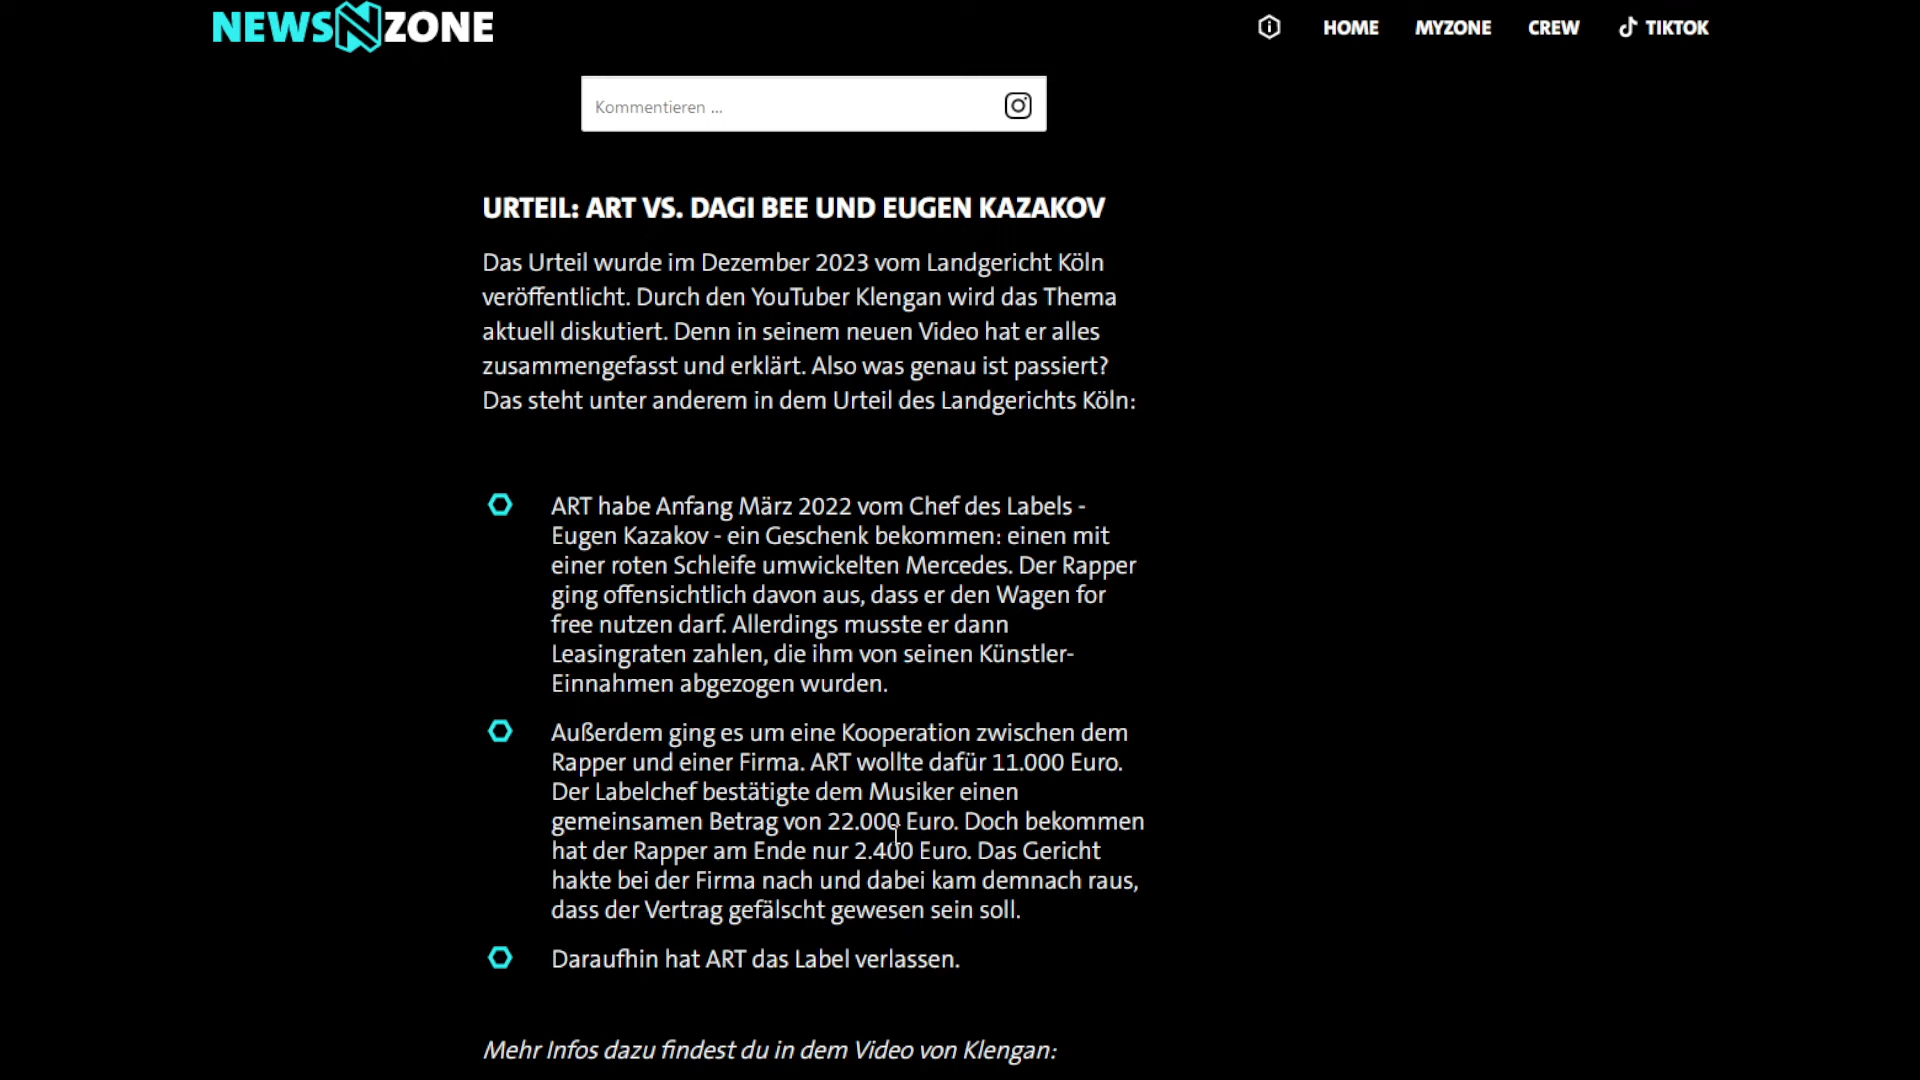 NEWSZONE
HOME
MYZONE
CREW
TIKTOK
Kommentieren ...
URTEIL: ART VS. DAGI BEE UND EUGEN KAZAKOV
Das Urteil wurde im Dezember 2023 vom Landgericht Köln
veröffentlicht. Durch den YouTuber Klengan wird das Thema
aktuell diskutiert. Denn in seinem neuen Video hat er alles
zusammengefasst und erklärt. Also was genau ist passiert?
Das steht unter anderem in dem Urteil des Landgerichts Köln:
ART habe Anfang März 2022 vom Chef des Labels -
Eugen Kazakov - ein Geschenk bekommen: einen mit
einer roten Schleife umwickelten Mercedes. Der Rapper
ging offensichtlich davon aus, dass er den Wagen for
free nutzen darf. Allerdings musste er dann
Leasingraten zahlen, die ihm von seinen Künstler-
Einnahmen abgezogen wurden.
Außerdem ging es um eine Kooperation zwischen dem
Rapper und einer Firma. ART wollte dafür 11.000 Euro.
Der Labelchef bestätigte dem Musiker einen
gemeinsamen Betrag von 22.000 Euro. Doch bekommen
hat der Rapper am Ende nur 2.400 Euro. Das Gericht
hakte bei der Firma nach und dabei kam demnach raus,
dass der Vertrag gefälscht gewesen sein soll.
Daraufhin hat ART das Label verlassen.
Mehr Infos dazu findest du in dem Video von Klengan: